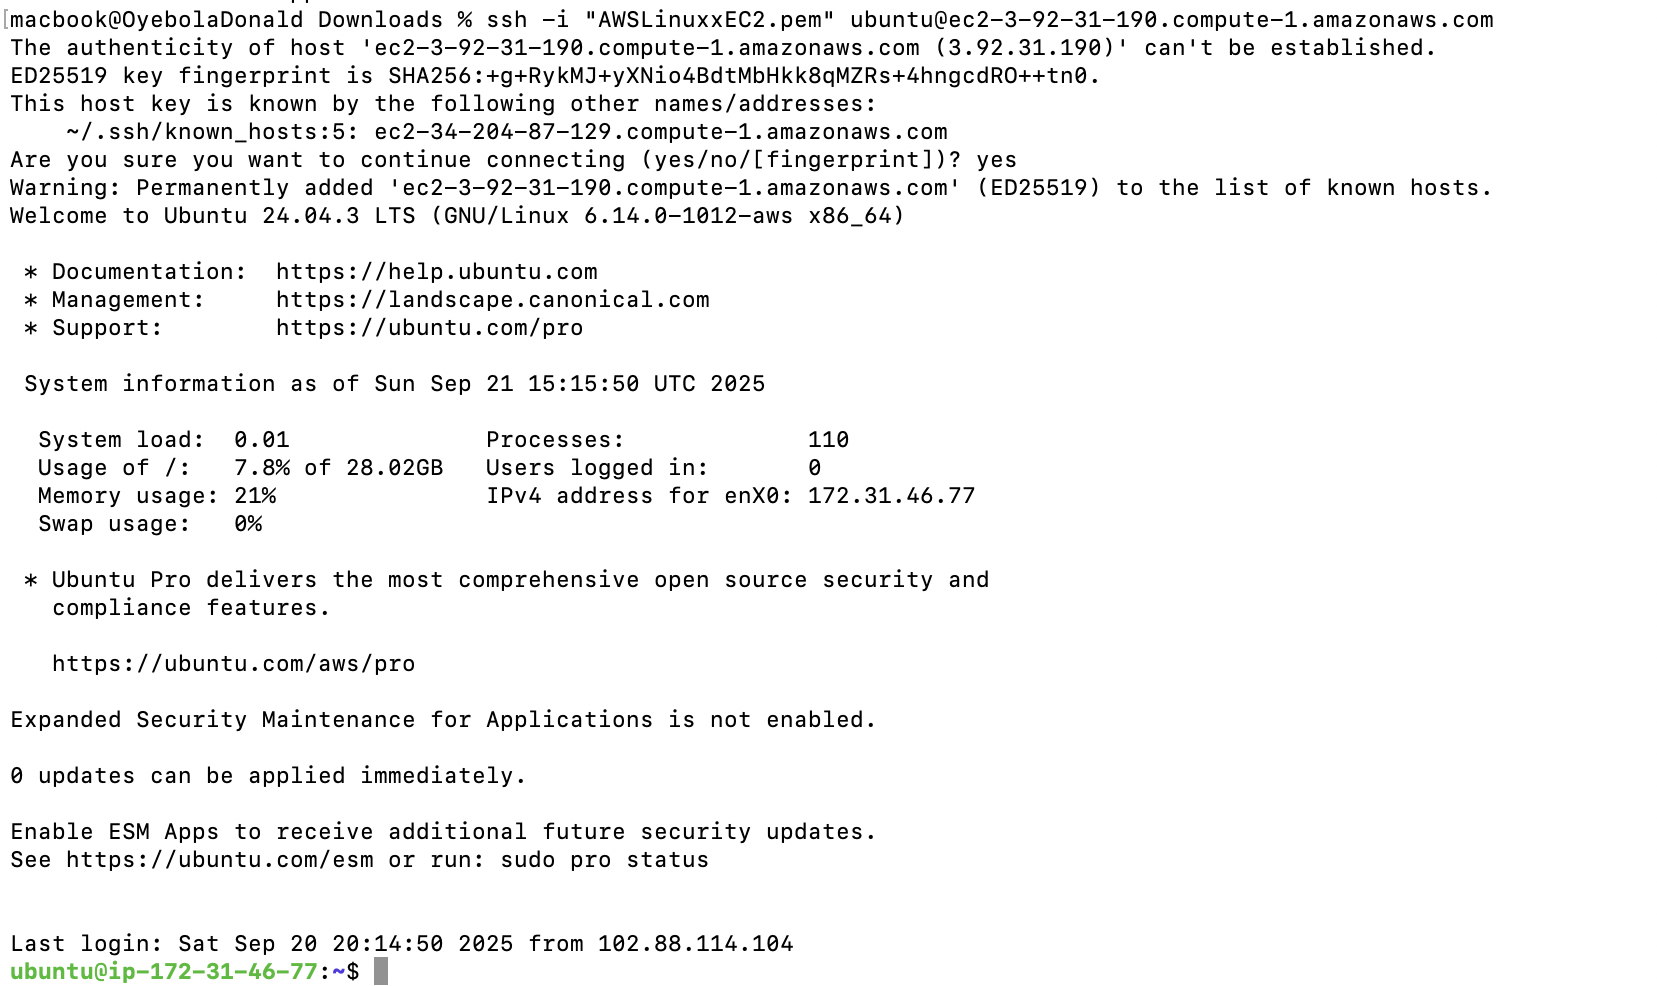 macbook@OyebolaDonald Downloads % ssh -i "AWSLinuxxEC2.pem" ubuntu@ec2-3-92-31-190.compute-1.amazonaws.com
The authenticity of host 'ec2-3-92-31-190.compute-1.amazonaws.com (3.92.31.190)' can't be established.
ED25519 key fingerprint is SHA256:+g+RykMJ+yXNio4BdtMbHkk8qMZRs+4hngcdRO++tn0.
This host key is known by the following other names/addresses:
    ~/.ssh/known_hosts:5: ec2-34-204-87-129.compute-1.amazonaws.com
Are you sure you want to continue connecting (yes/no/[fingerprint])? yes
Warning: Permanently added 'ec2-3-92-31-190.compute-1.amazonaws.com' (ED25519) to the list of known hosts.
Welcome to Ubuntu 24.04.3 LTS (GNU/Linux 6.14.0-1012-aws x86_64)

 * Documentation:  https://help.ubuntu.com
 * Management:     https://landscape.canonical.com
 * Support:        https://ubuntu.com/pro

 System information as of Sun Sep 21 15:15:50 UTC 2025

  System load:  0.01              Processes:             110
  Usage of /:   7.8% of 28.02GB   Users logged in:       0
  Memory usage: 21%               IPv4 address for enX0: 172.31.46.77
  Swap usage:   0%

 * Ubuntu Pro delivers the most comprehensive open source security and
   compliance features.

   https://ubuntu.com/aws/pro

Expanded Security Maintenance for Applications is not enabled.

0 updates can be applied immediately.

Enable ESM Apps to receive additional future security updates.
See https://ubuntu.com/esm or run: sudo pro status


Last login: Sat Sep 20 20:14:50 2025 from 102.88.114.104
ubuntu@ip-172-31-46-77:~$